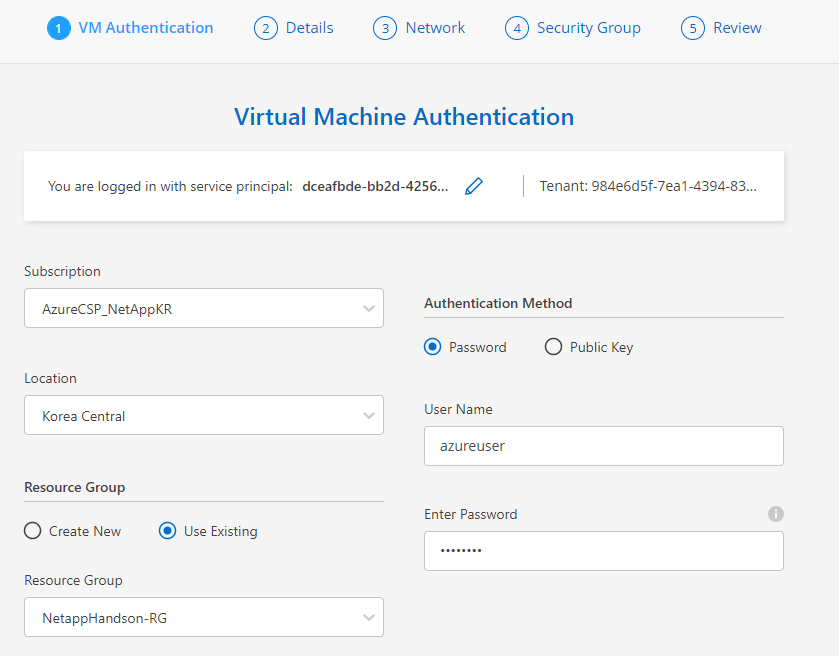 1 VM Authentication 2 Details 3 Network 4 Security Group 5 Review
Virtual Machine Authentication
You are logged in with service principal: dceafbde-bb2d-4256... Tenant: 984e6d5f-7ea1-4394-83...
Subscription
AzureCSP_NetAppKR
Location
Korea Central
Resource Group
Create New Use Existing
Resource Group
NetappHandson-RG
Authentication Method
Password Public Key
User Name
azureuser
Enter Password
••••••••